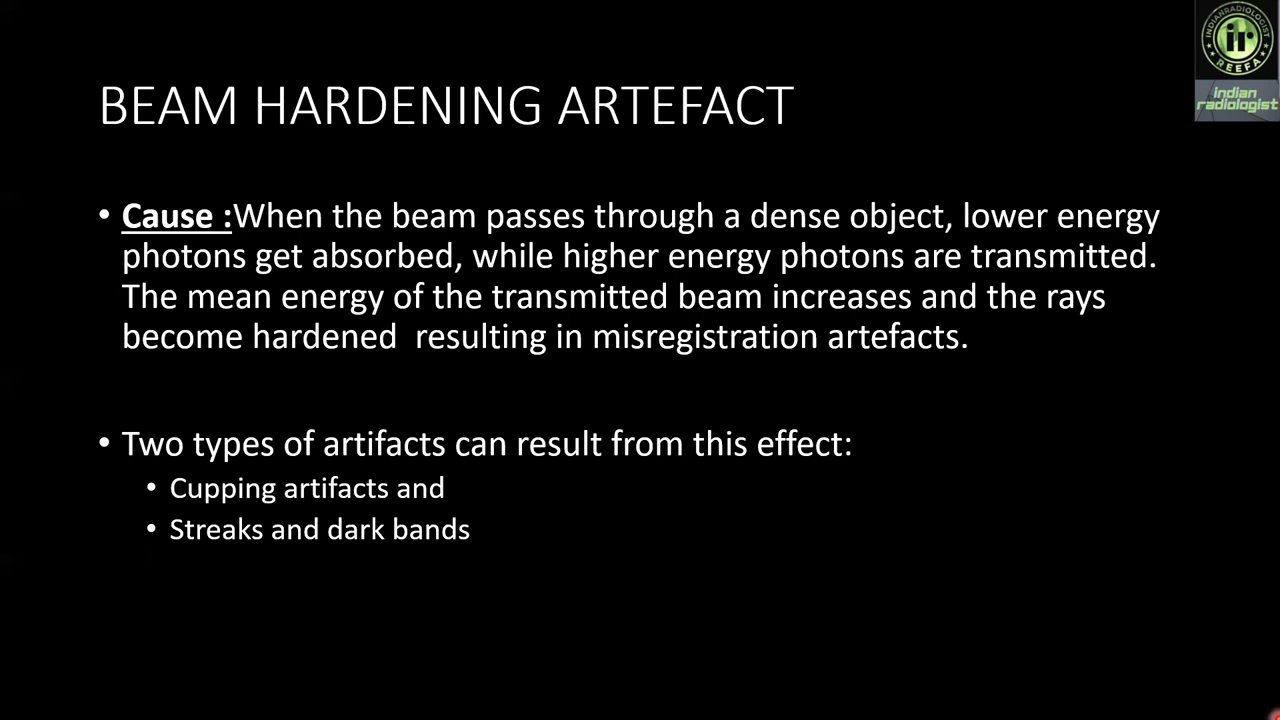 BEAM HARDENING ARTEFACT
• Cause :When the beam passes through a dense object, lower energy
photons get absorbed, while higher energy photons are transmitted.
The mean energy of the transmitted beam increases and the rays
become hardened  resulting in misregistration artefacts.
• Two types of artifacts can result from this effect:
• Cupping artifacts and
• Streaks and dark bands
INDIANRADIOLOGIST
ir
REEFA
indian
radiologist